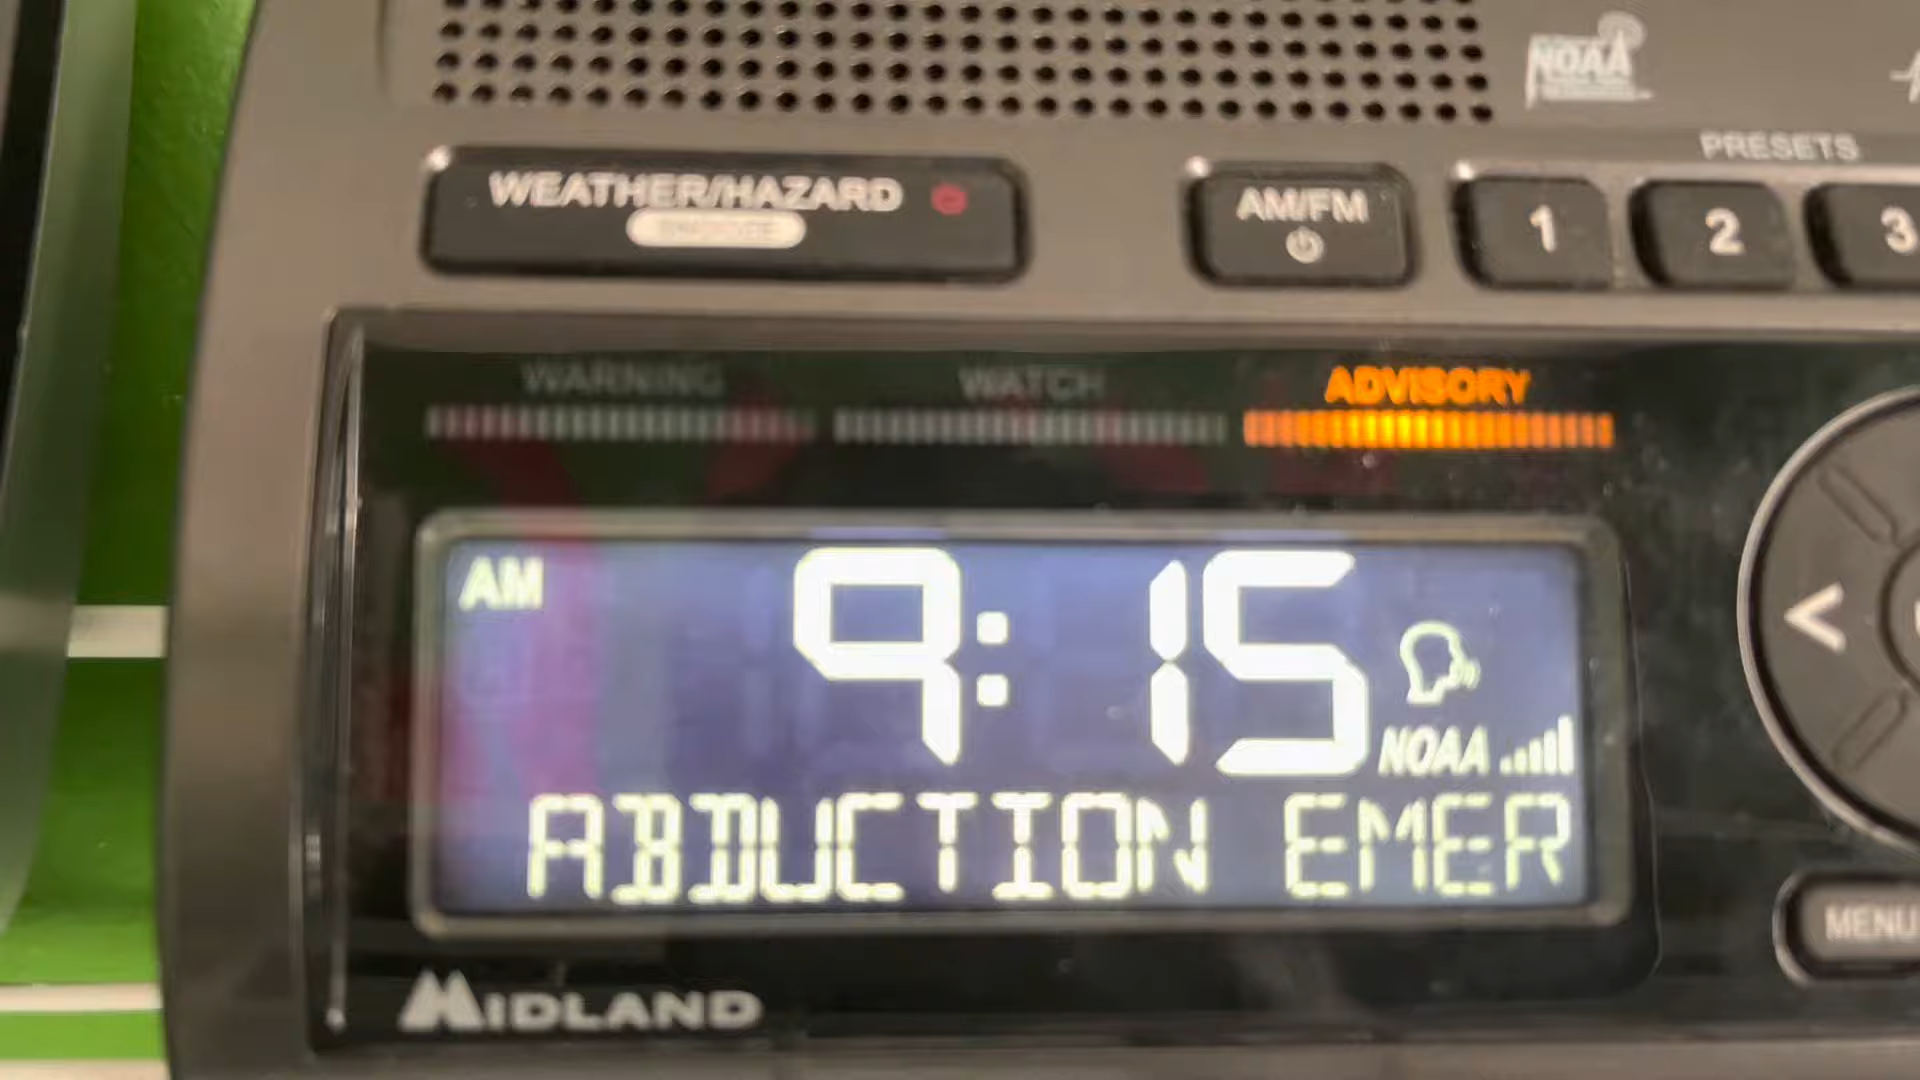 NOAA
PRESETS
WEATHER/HAZARD
SNOOZE
AM/FM
1
2
3
WARNING
WATCH
ADVISORY
AM
9:15
NOAA
ABDUCTION EMER
<
MENU
MIDLAND